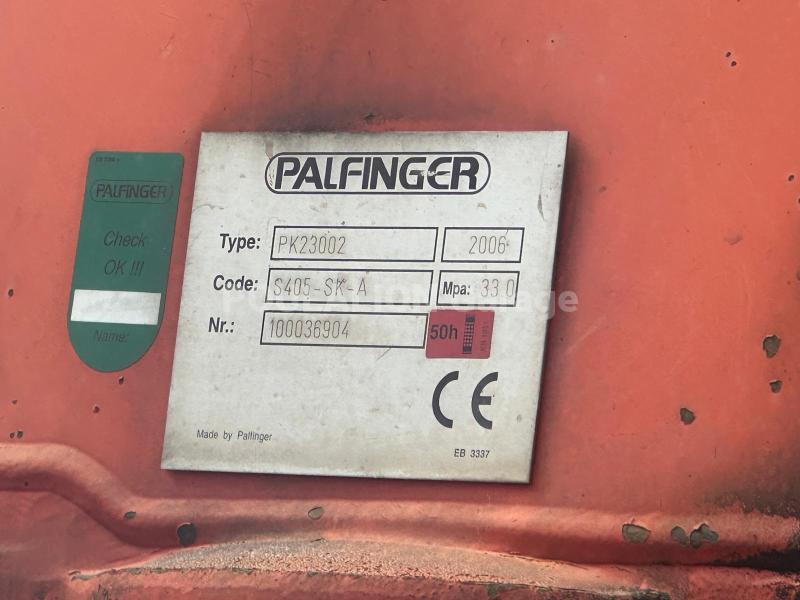 PALFINGER
Check
OK !!!
Name:
PALFINGER
Type: PK23002 2006
Code: S405-SK-A Mpa: 33.0
Nr.: 100036904 50h
CE
Made by Palfinger
EB 3337